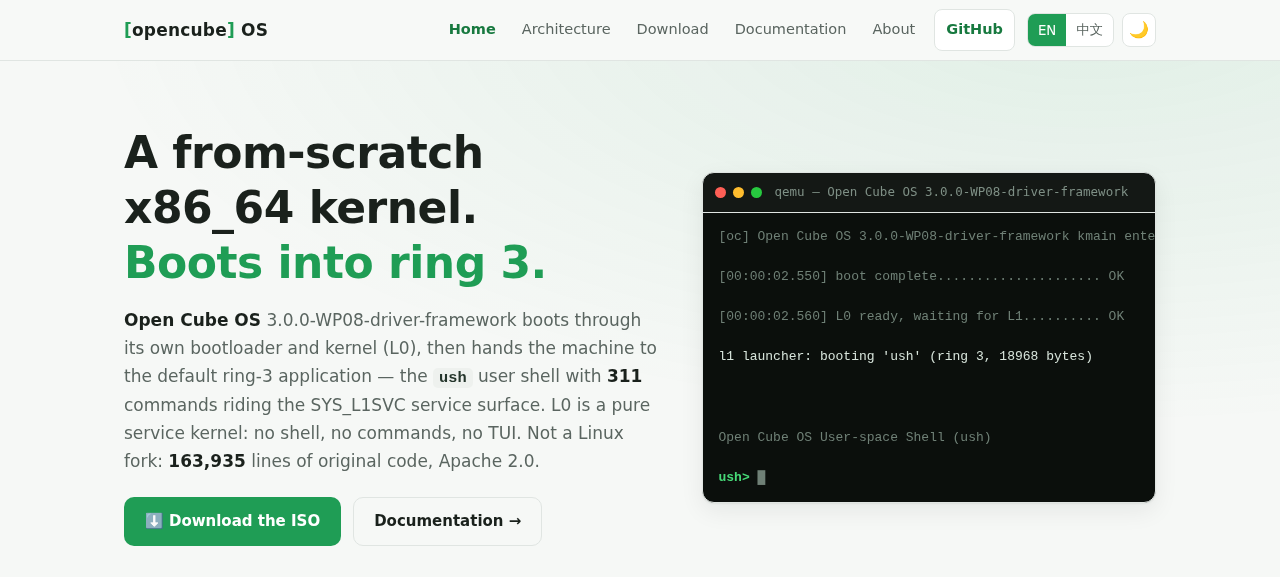 [opencube] OS
Home
Architecture
Download
Documentation
About
GitHub
EN
中文
A from-scratch
x86_64 kernel.
Boots into ring 3.
Open Cube OS 3.0.0-WP08-driver-framework boots through
its own bootloader and kernel (L0), then hands the machine to
the default ring-3 application — the ush user shell with 311
commands riding the SYS_L1SVC service surface. L0 is a pure
service kernel: no shell, no commands, no TUI. Not a Linux
fork: 163,935 lines of original code, Apache 2.0.
Download the ISO
Documentation →
qemu — Open Cube OS 3.0.0-WP08-driver-framework
[oc] Open Cube OS 3.0.0-WP08-driver-framework kmain ente
[00:00:02.550] boot complete..................... OK
[00:00:02.560] L0 ready, waiting for L1.......... OK
l1 launcher: booting 'ush' (ring 3, 18968 bytes)
Open Cube OS User-space Shell (ush)
ush>